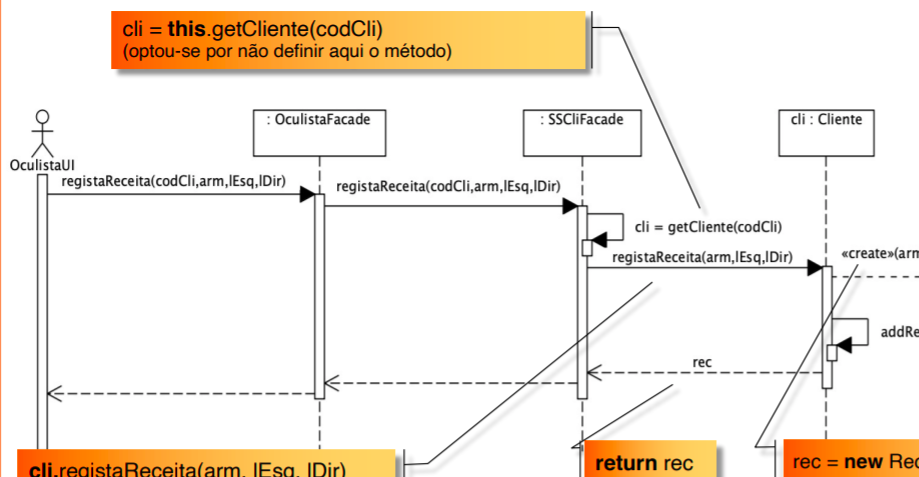 cli = this.getCliente(codCli)
(optou-se por não definir aqui o método)
: OculistaFacade
: SSCliFacade
cli : Cliente
OculistaUI
registaReceita(codCli,arm,lEsq,lDir)
registaReceita(codCli,arm,lEsq,lDir)
cli = getCliente(codCli)
registaReceita(arm,lEsq,lDir)
«create»(arm
addRe
rec
cli.registaReceita(arm, lEsq, lDir)
return rec
rec = new Rec